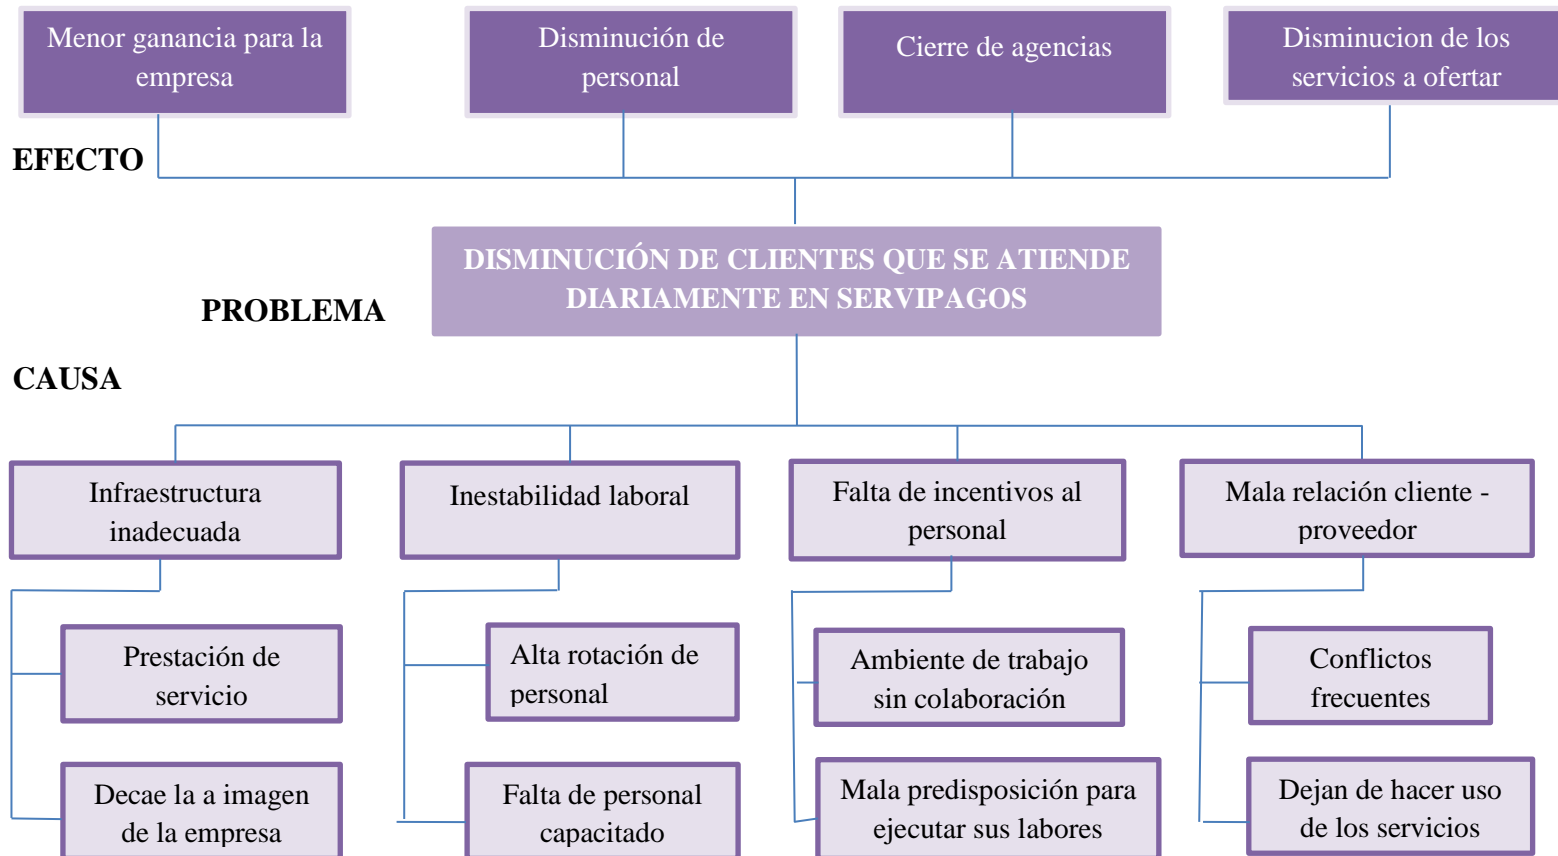 Menor ganancia para la
empresa
Disminución de
personal
Cierre de agencias
Disminucion de los
servicios a ofertar
EFECTO
DISMINUCIÓN DE CLIENTES QUE SE ATIENDE
DIARIAMENTE EN SERVIPAGOS
PROBLEMA
CAUSA
Infraestructura
inadecuada
Inestabilidad laboral
Falta de incentivos al
personal
Mala relación cliente -
proveedor
Prestación de
servicio
Alta rotación de
personal
Ambiente de trabajo
sin colaboración
Conflictos
frecuentes
Decae la a imagen
de la empresa
Falta de personal
capacitado
Mala predisposición para
ejecutar sus labores
Dejan de hacer uso
de los servicios